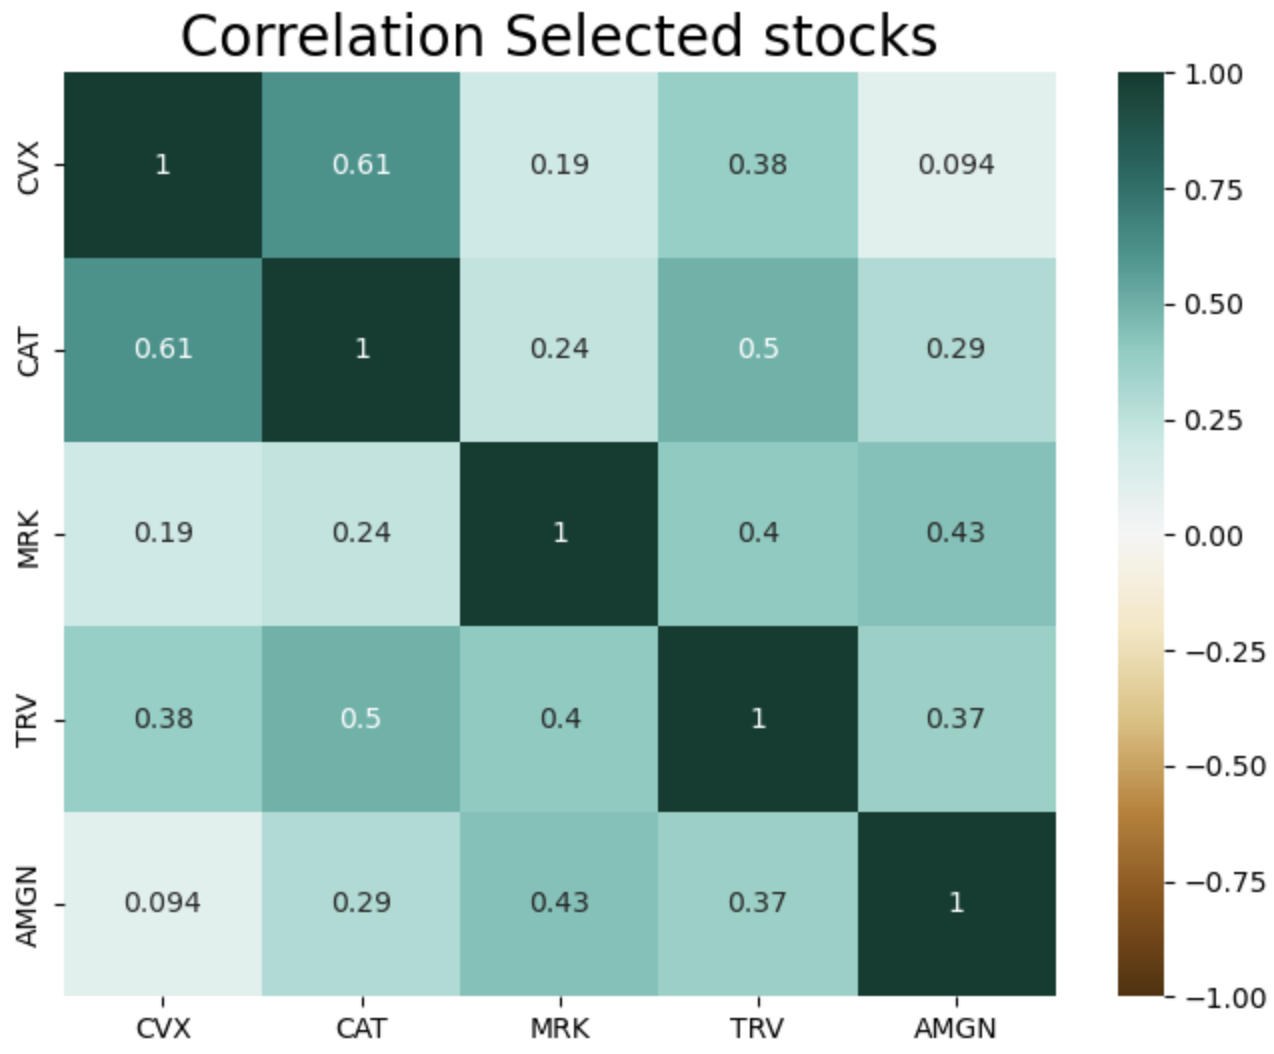 Correlation Selected stocks
CVX 1 0.61 0.19 0.38 0.094
CAT 0.61 1 0.24 0.5 0.29
MRK 0.19 0.24 1 0.4 0.43
TRV 0.38 0.5 0.4 1 0.37
AMGN 0.094 0.29 0.43 0.37 1
CVX CAT MRK TRV AMGN
1.00
0.75
0.50
0.25
0.00
−0.25
−0.50
−0.75
−1.00